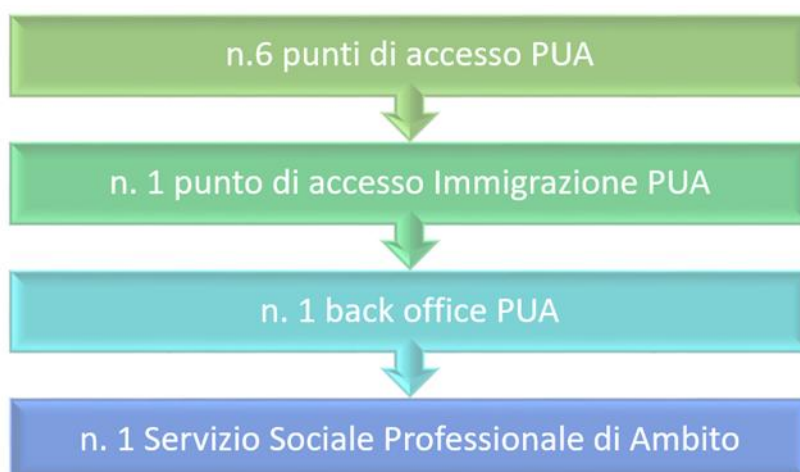 n.6 punti di accesso PUA
n. 1 punto di accesso Immigrazione PUA
n. 1 back office PUA
n. 1 Servizio Sociale Professionale di Ambito